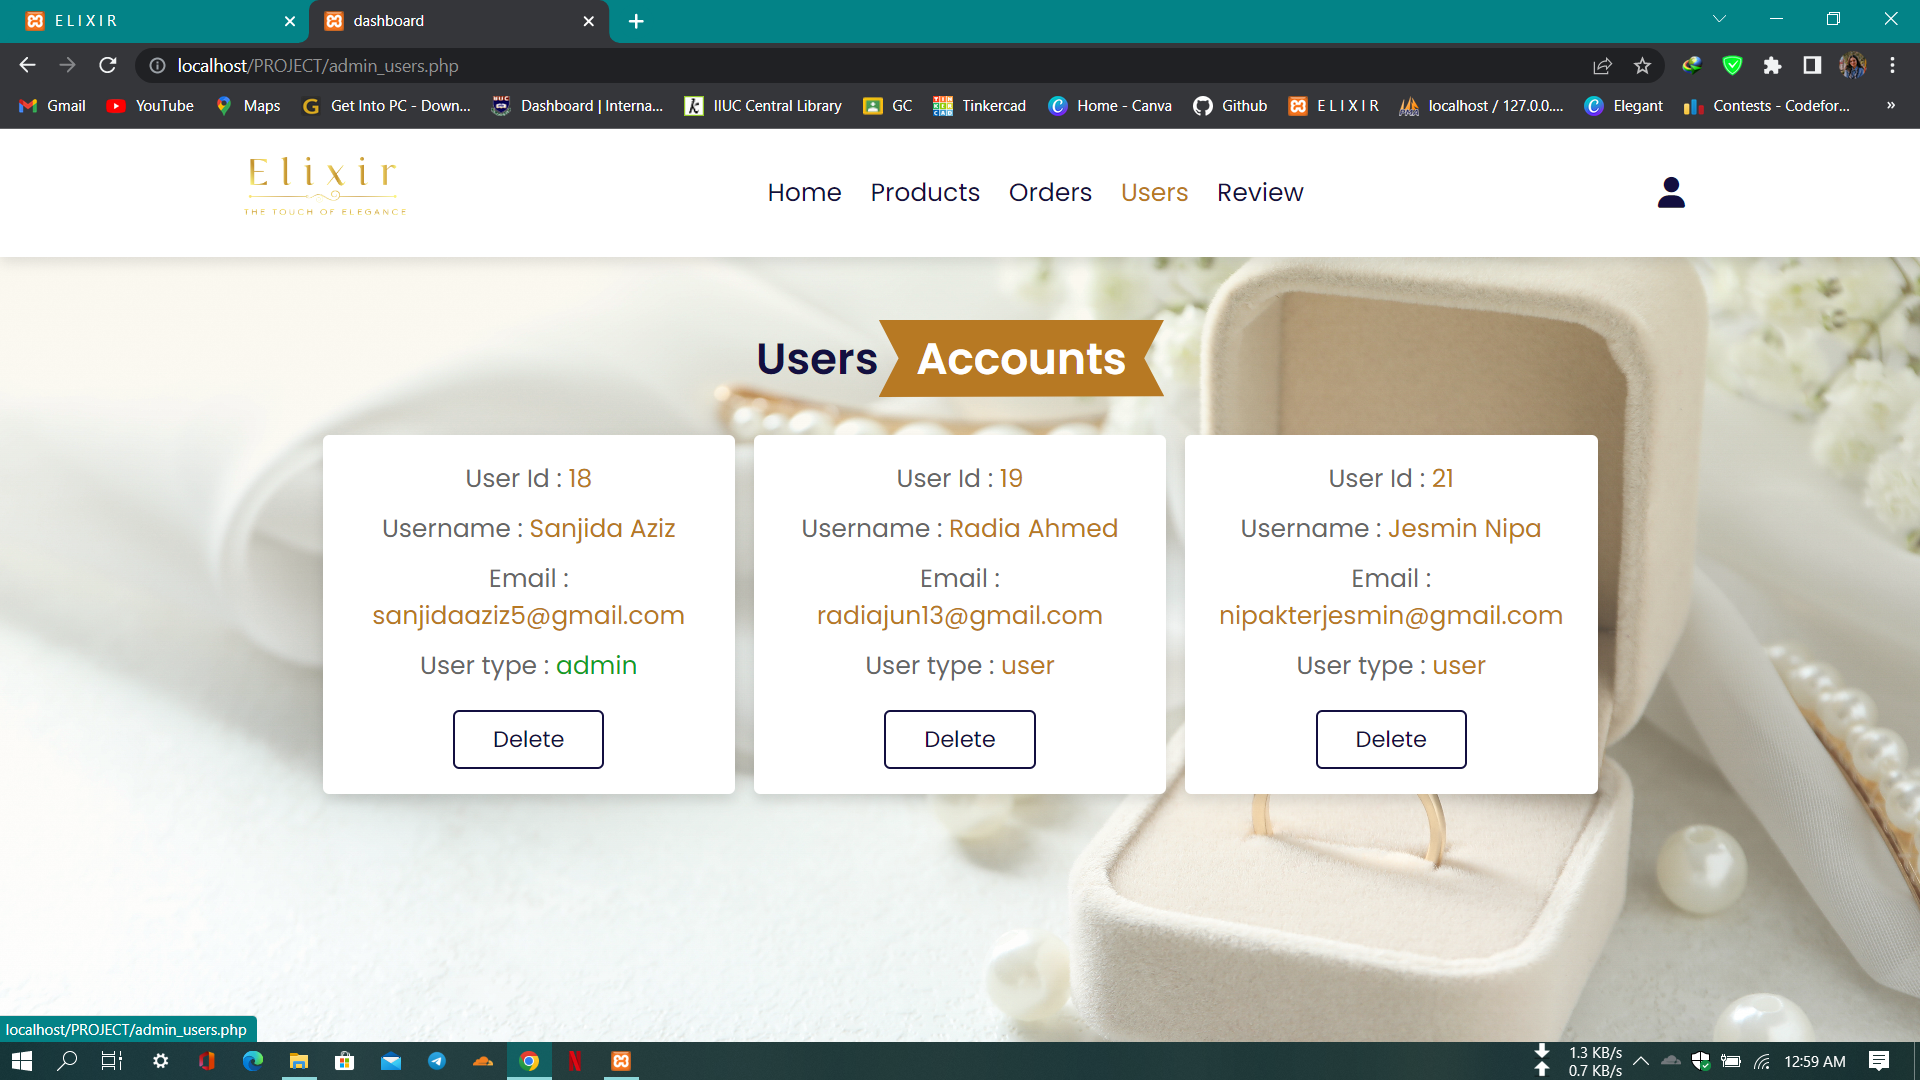 E L I X I R
dashboard
localhost/PROJECT/admin_users.php
Gmail
YouTube
Maps
Get Into PC - Down...
Dashboard | Interna...
IIUC Central Library
GC
Tinkercad
Home - Canva
Github
E L I X I R
localhost / 127.0.0....
Elegant
Contests - Codefor...
»
Elixir
THE TOUCH OF ELEGANCE
Home
Products
Orders
Users
Review
Users Accounts
User Id : 18
Username : Sanjida Aziz
Email :
sanjidaaziz5@gmail.com
User type : admin
Delete
User Id : 19
Username : Radia Ahmed
Email :
radiajun13@gmail.com
User type : user
Delete
User Id : 21
Username : Jesmin Nipa
Email :
nipakterjesmin@gmail.com
User type : user
Delete
localhost/PROJECT/admin_users.php
1.3 KB/s
0.7 KB/s
12:59 AM